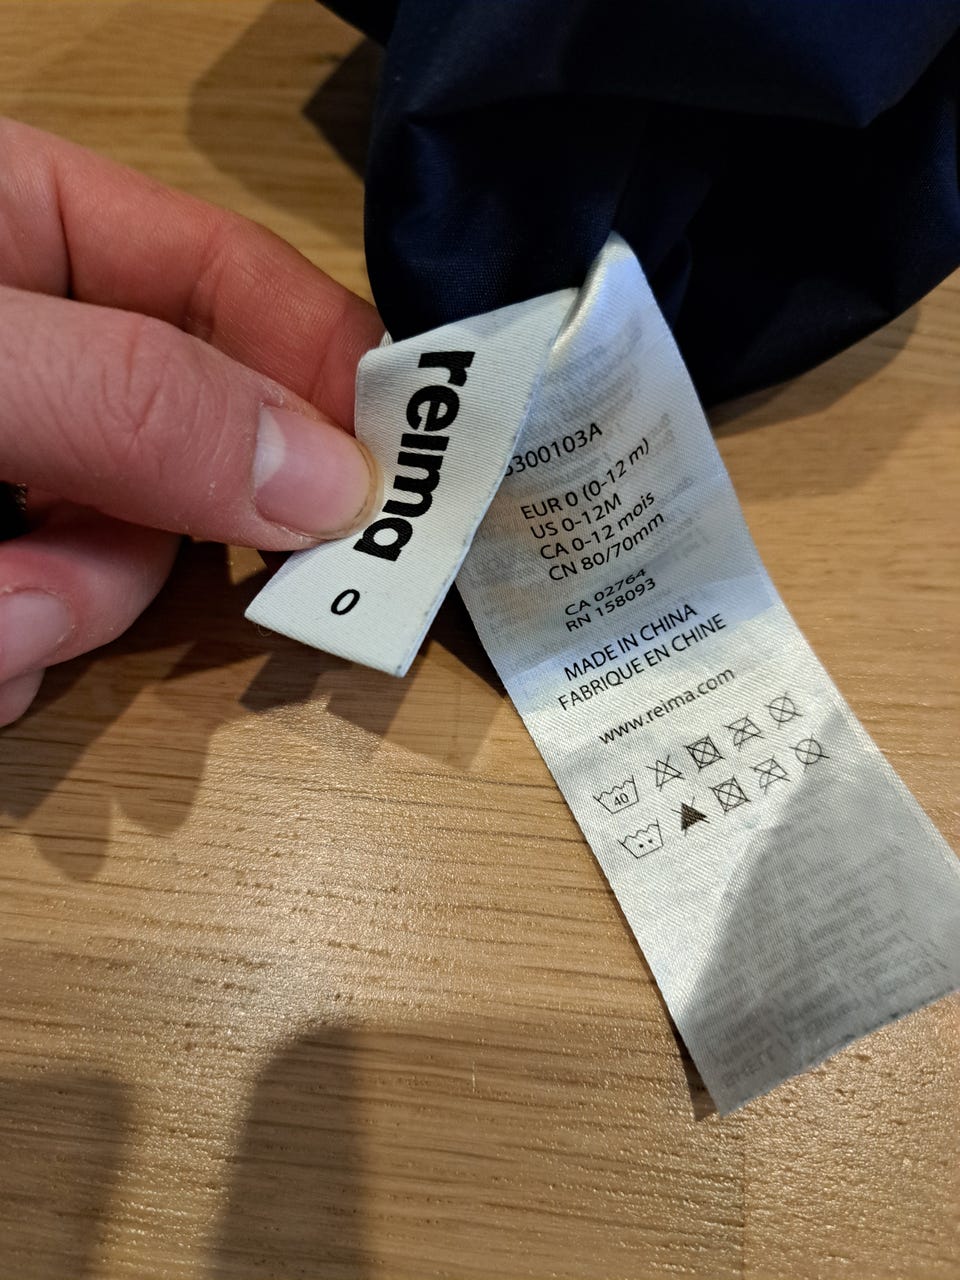 reima
0
5300103A
EUR 0 (0-12 m)
US 0-12M
CA 0-12 mois
CN 80/70mm
CA 02764
RN 158093
MADE IN CHINA
FABRIQUE EN CHINE
www.reima.com
40